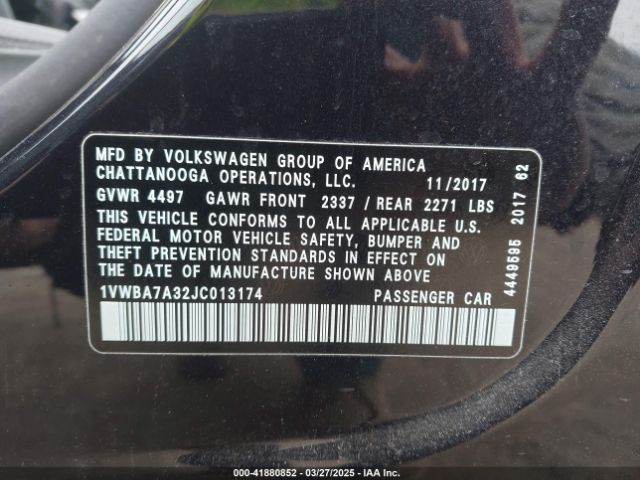 MFD BY VOLKSWAGEN GROUP OF AMERICA
CHATTANOOGA OPERATIONS, LLC. 11/2017
GVWR 4497 GAWR FRONT 2337 / REAR 2271 LBS
THIS VEHICLE CONFORMS TO ALL APPLICABLE U.S.
FEDERAL MOTOR VEHICLE SAFETY, BUMPER AND
THEFT PREVENTION STANDARDS IN EFFECT ON
THE DATE OF MANUFACTURE SHOWN ABOVE
1VWBA7A32JC013174 PASSENGER CAR
4449595 2017 62
000-41880852 — 03/27/2025 — IAA Inc.